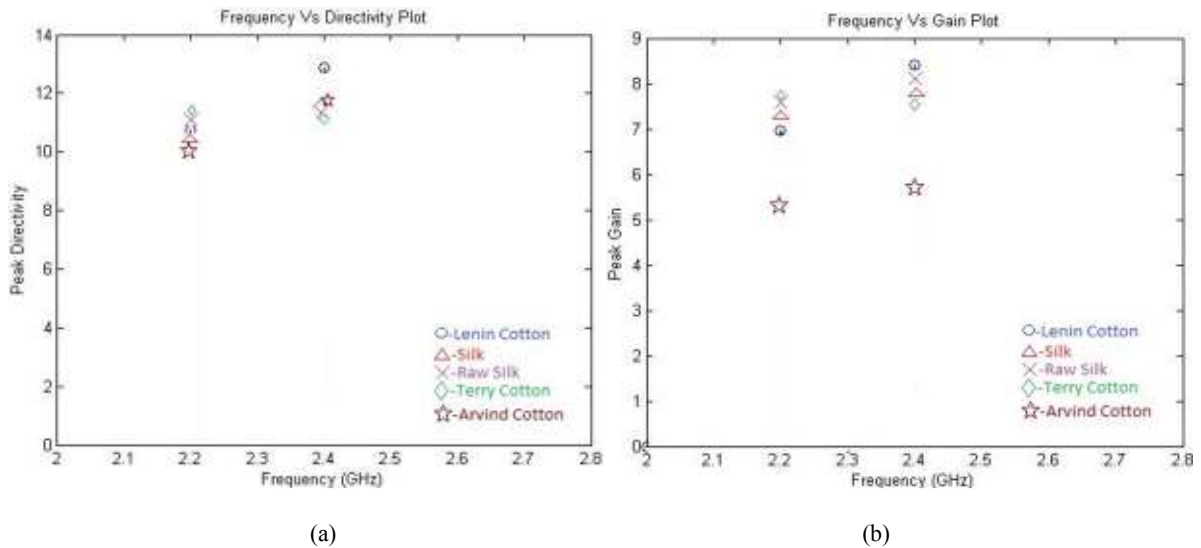 Frequency Vs Directivity Plot
14
12
10
8
6
4
2
0
Peak Directivity
2 2.1 2.2 2.3 2.4 2.5 2.6 2.7 2.8
Frequency (GHz)
-Lenin Cotton
-Silk
-Raw Silk
-Terry Cotton
-Arvind Cotton
(a)
Frequency Vs Gain Plot
9
8
7
6
5
4
3
2
1
0
Peak Gain
2 2.1 2.2 2.3 2.4 2.5 2.6 2.7 2.8
Frequency (GHz)
-Lenin Cotton
-Silk
-Raw Silk
-Terry Cotton
-Arvind Cotton
(b)